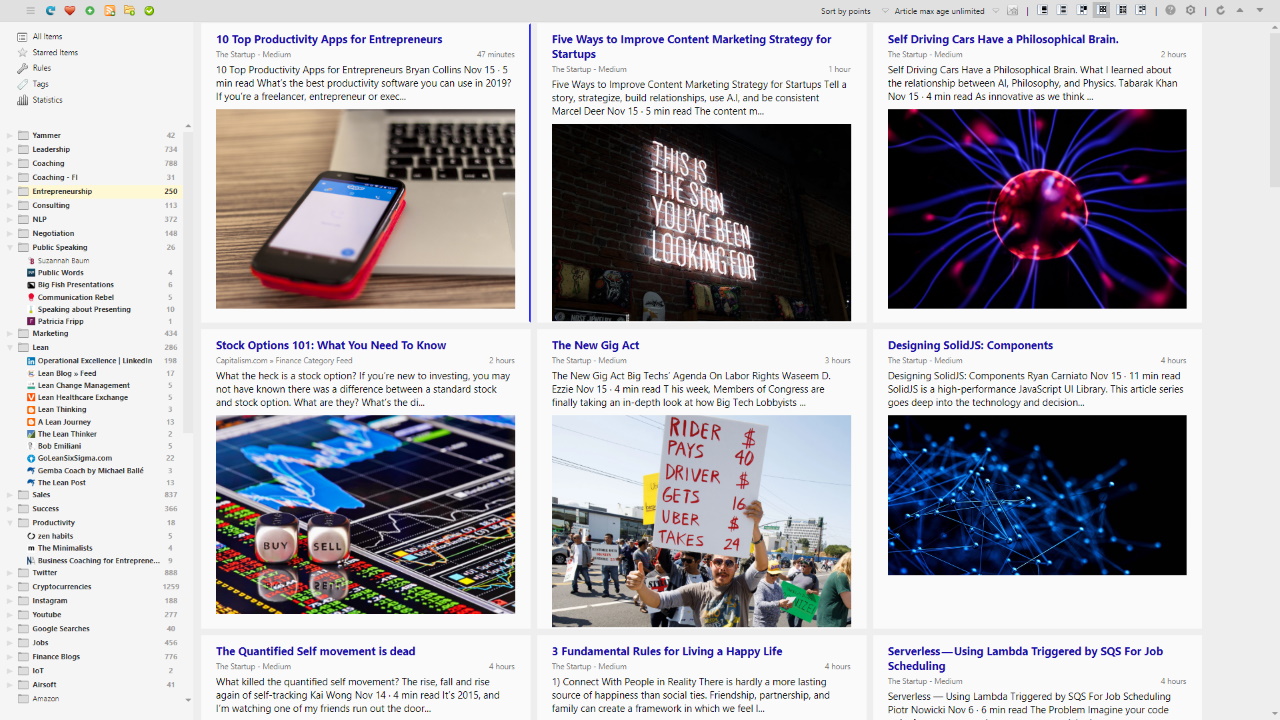 Sort by points
Article max age unlimited
All Items
Starred Items
Rules
Tags
Statistics
Yammer 42
Leadership 734
Coaching 788
Coaching - FI 31
Entrepreneurship 250
Consulting 113
NLP 372
Negotiation 148
Public Speaking 26
Suzannah Baum
Public Words 4
Big Fish Presentations 6
Communication Rebel 5
Speaking about Presenting 10
Patricia Fripp 1
Marketing 434
Lean 286
Operational Excellence | LinkedIn 198
Lean Blog » Feed 17
Lean Change Management 5
Lean Healthcare Exchange 5
Lean Thinking 3
A Lean Journey 13
The Lean Thinker 2
Bob Emiliani 5
GoLeanSixSigma.com 22
Gemba Coach by Michael Ballé 3
The Lean Post 13
Sales 837
Success 366
Productivity 18
zen habits 5
The Minimalists 4
Business Coaching for Entreprene... 9
Twitter 888
Cryptocurrencies 1259
Instagram 188
Youtube 277
Google Searches 40
Jobs 456
Finance Blogs 776
IoT 2
Airsoft 41
Amazon
10 Top Productivity Apps for Entrepreneurs
The Startup - Medium 47 minutes
10 Top Productivity Apps for Entrepreneurs Bryan Collins Nov 15 · 5
min read What's the best productivity software you can use in 2019?
If you're a freelancer, entrepreneur or exec...
Five Ways to Improve Content Marketing Strategy for
Startups
The Startup - Medium 1 hour
Five Ways to Improve Content Marketing Strategy for Startups Tell a
story, strategize, build relationships, use A.I, and be consistent
Marcel Deer Nov 15 · 5 min read The content m...
THIS IS
THE SIGN
YOU'VE BEEN
LOOKING FOR
Self Driving Cars Have a Philosophical Brain.
The Startup - Medium 2 hours
Self Driving Cars Have a Philosophical Brain. What I learned about
the relationship between AI, Philosophy, and Physics. Tabarak Khan
Nov 15 · 4 min read As innovative as we think ...
Stock Options 101: What You Need To Know
Capitalism.com » Finance Category Feed 2 hours
What the heck is a stock option? If you're new to investing, you may
not have known there was a difference between a standard stock
and stock option. What are they? What's the di...
BUY
SELL
The New Gig Act
The Startup - Medium 3 hours
The New Gig Act Big Techs' Agenda On Labor Rights Waseem D.
Ezzie Nov 15 · 4 min read T his week, Members of Congress are
finally taking an in-depth look at how Big Tech Lobbyists ...
RIDER $
PAYS 40
DRIVER $
GETS 16
UBER $
TAKES 24
Designing SolidJS: Components
The Startup - Medium 4 hours
Designing SolidJS: Components Ryan Carniato Nov 15 · 11 min read
SolidJS is a high-performance JavaScript UI Library. This article series
goes deep into the technology and decision...
The Quantified Self movement is dead
The Startup - Medium 4 hours
What killed the quantified self movement? The rise, fall and rise
again of self-tracking Kai Wong Nov 14 · 4 min read It's 2015, and
I'm watching one of my friends run out the door...
3 Fundamental Rules for Living a Happy Life
The Startup - Medium 4 hours
1) Connect With People in Reality There is hardly a more lasting
source of happiness than social ties. Friendship, partnership, and
family can create a framework in which we feel l...
Serverless — Using Lambda Triggered by SQS For Job
Scheduling
The Startup - Medium 4 hours
Serverless — Using Lambda Triggered by SQS For Job Scheduling
Piotr Nowicki Nov 6 · 6 min read The Problem Imagine your code